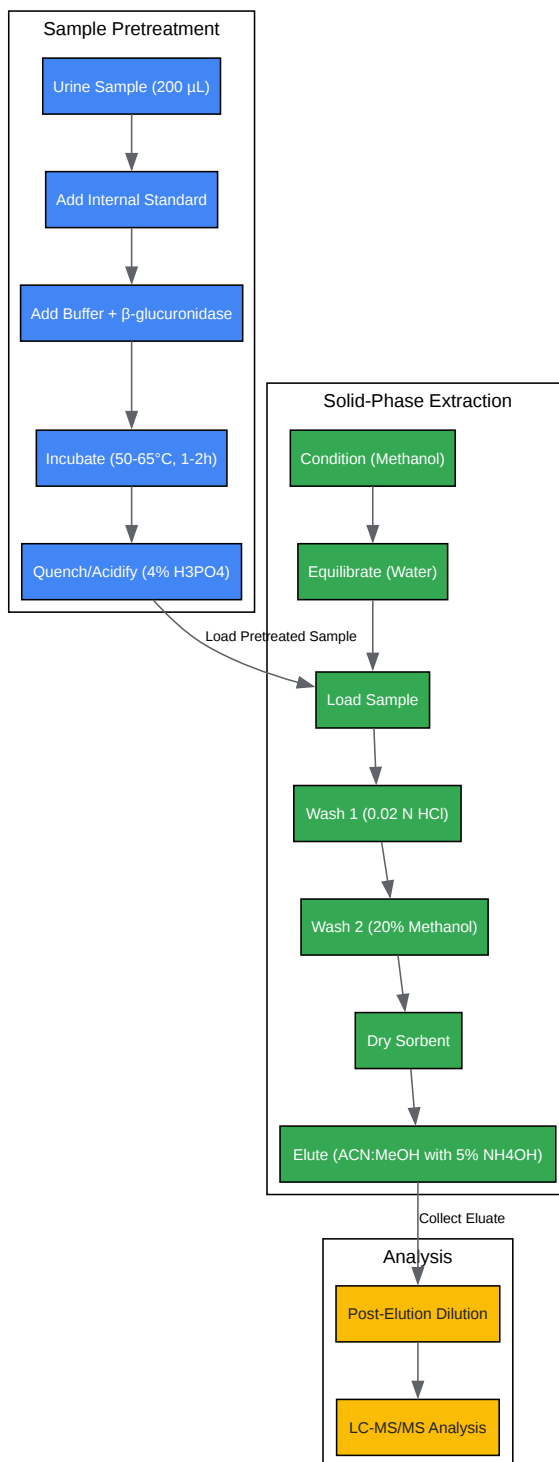 Sample Pretreatment
Urine Sample (200 µL)
Add Internal Standard
Add Buffer + β-glucuronidase
Incubate (50-65°C, 1-2h)
Quench/Acidify (4% H3PO4)
Load Pretreated Sample
Solid-Phase Extraction
Condition (Methanol)
Equilibrate (Water)
Load Sample
Wash 1 (0.02 N HCl)
Wash 2 (20% Methanol)
Dry Sorbent
Elute (ACN:MeOH with 5% NH4OH)
Collect Eluate
Analysis
Post-Elution Dilution
LC-MS/MS Analysis